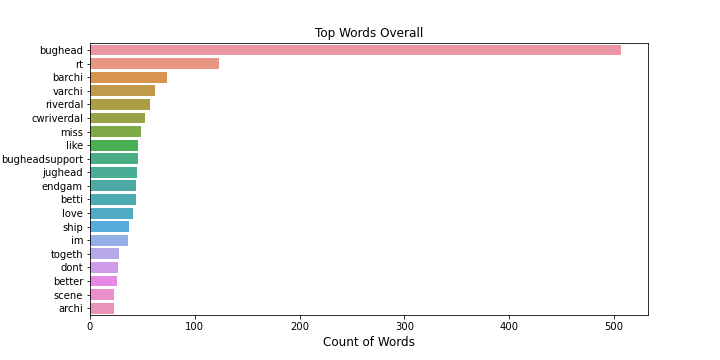 Top Words Overall
bughead
rt
barchi
varchi
riverdal
cwriverdal
miss
like
bugheadsupport
jughead
endgam
betti
love
ship
im
togeth
dont
better
scene
archi
0 100 200 300 400 500
Count of Words